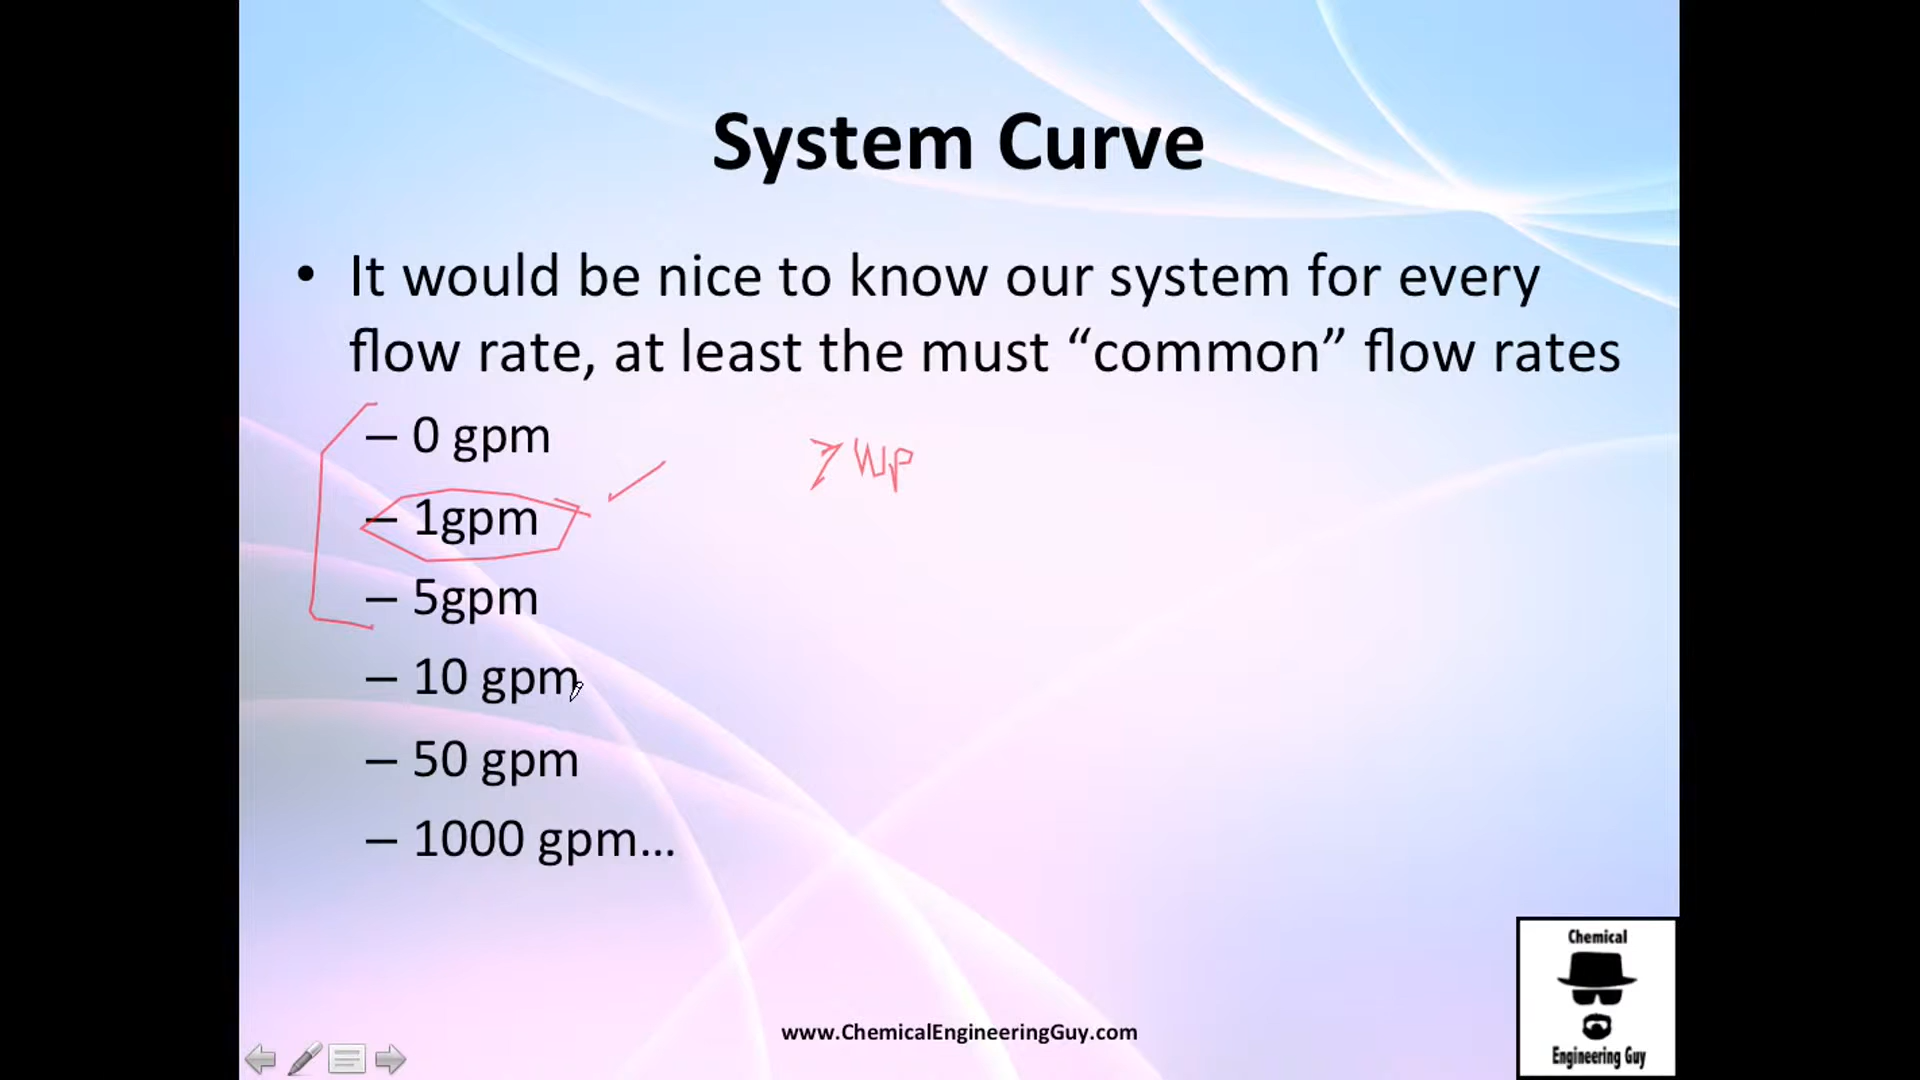 System Curve
• It would be nice to know our system for every
flow rate, at least the must “common” flow rates
– 0 gpm
– 1gpm
– 5gpm
– 10 gpm
– 50 gpm
– 1000 gpm...
Wp
www.ChemicalEngineeringGuy.com
Chemical
Engineering Guy